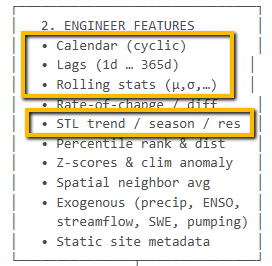 2. ENGINEER FEATURES
• Calendar (cyclic)
• Lags (1d … 365d)
• Rolling stats (μ,σ,…)
• Rate-of-change / diff
• STL trend / season / res
• Percentile rank & dist
• Z-scores & clim anomaly
• Spatial neighbor avg
• Exogenous (precip, ENSO,
streamflow, SWE, pumping)
• Static site metadata